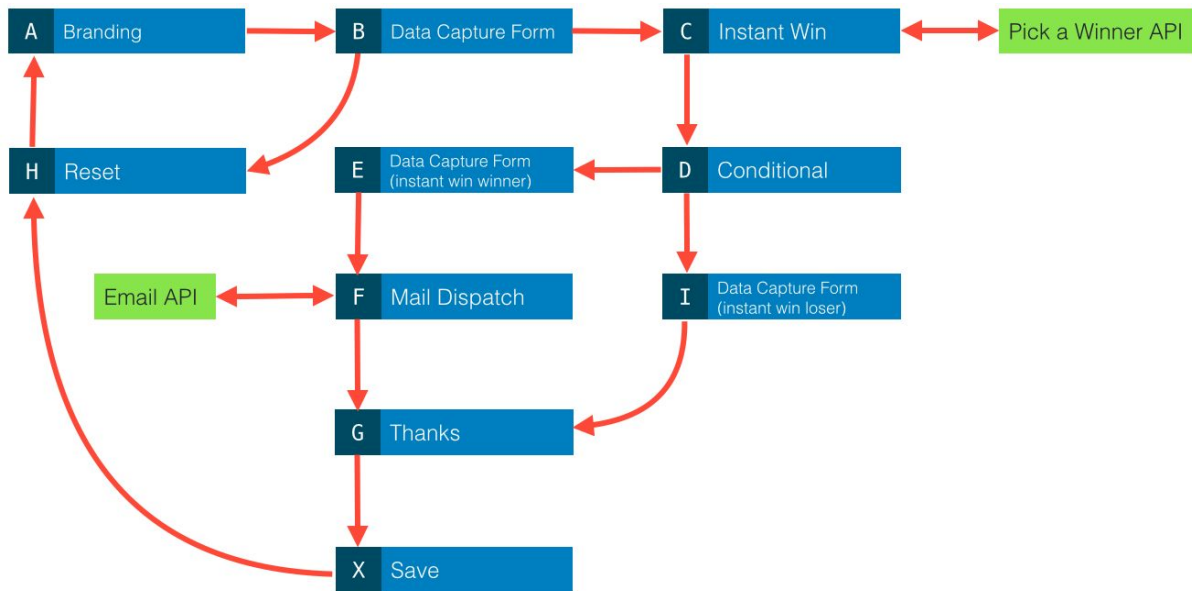 A Branding
B Data Capture Form
C Instant Win
Pick a Winner API
H Reset
E Data Capture Form
(instant win winner)
D Conditional
Email API
F Mail Dispatch
I Data Capture Form
(instant win loser)
G Thanks
X Save